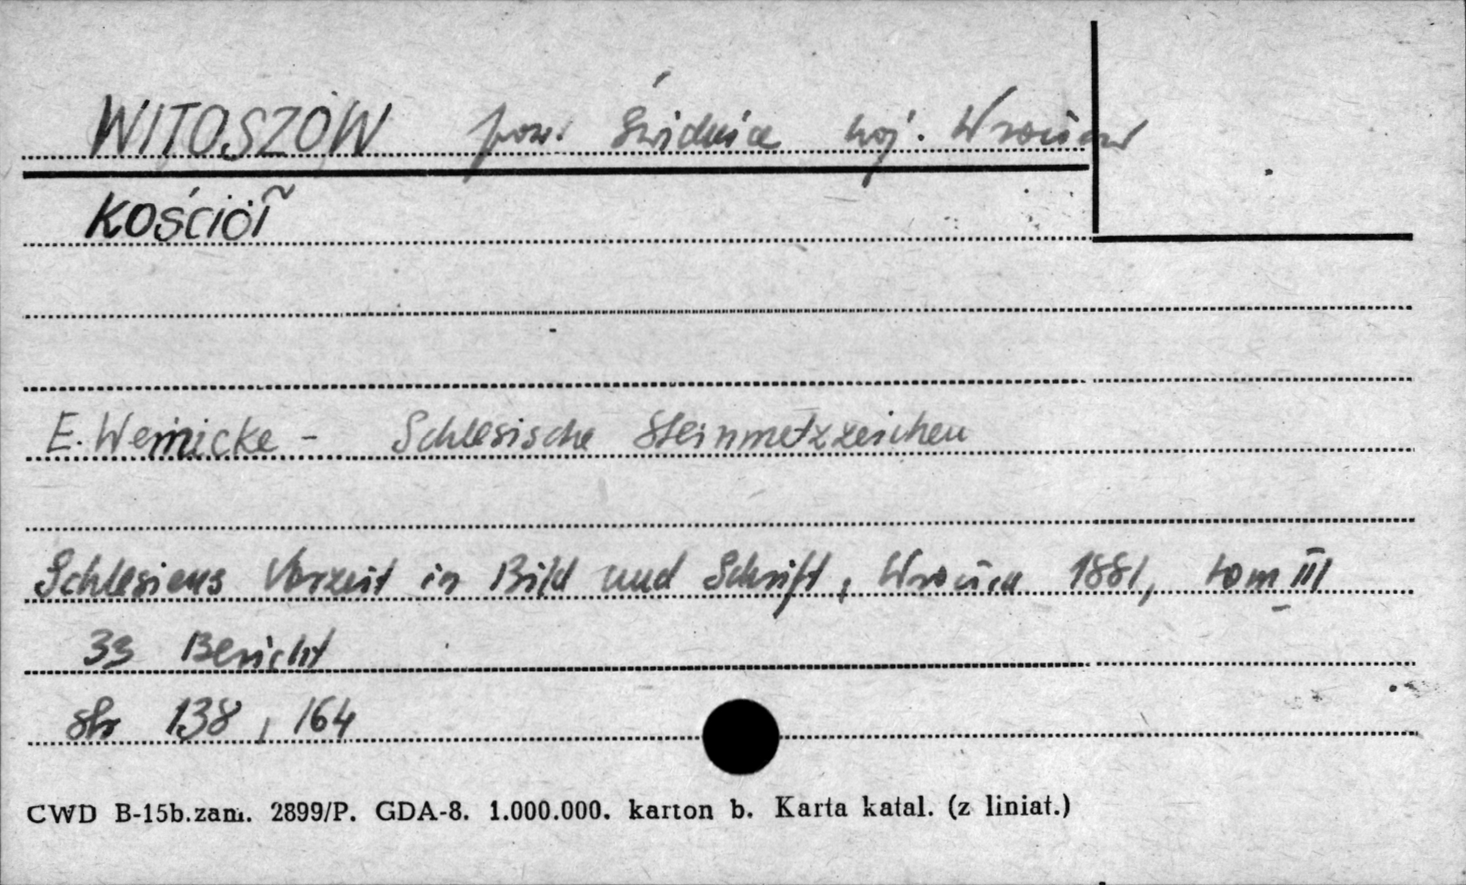 WITOSZÓW pow. Świdnica woj. Wrocław
KOŚCIÓŁ
E. Wernicke - Schlesische Steinmetzzeichen
Schlesiens Vorzeit in Bild und Schrift, Wrocław 1881, tom III
33 Bericht
str 138, 164
CWD B-15b.zam. 2899/P. GDA-8. 1.000.000. karton b. Karta katal. (z liniat.)